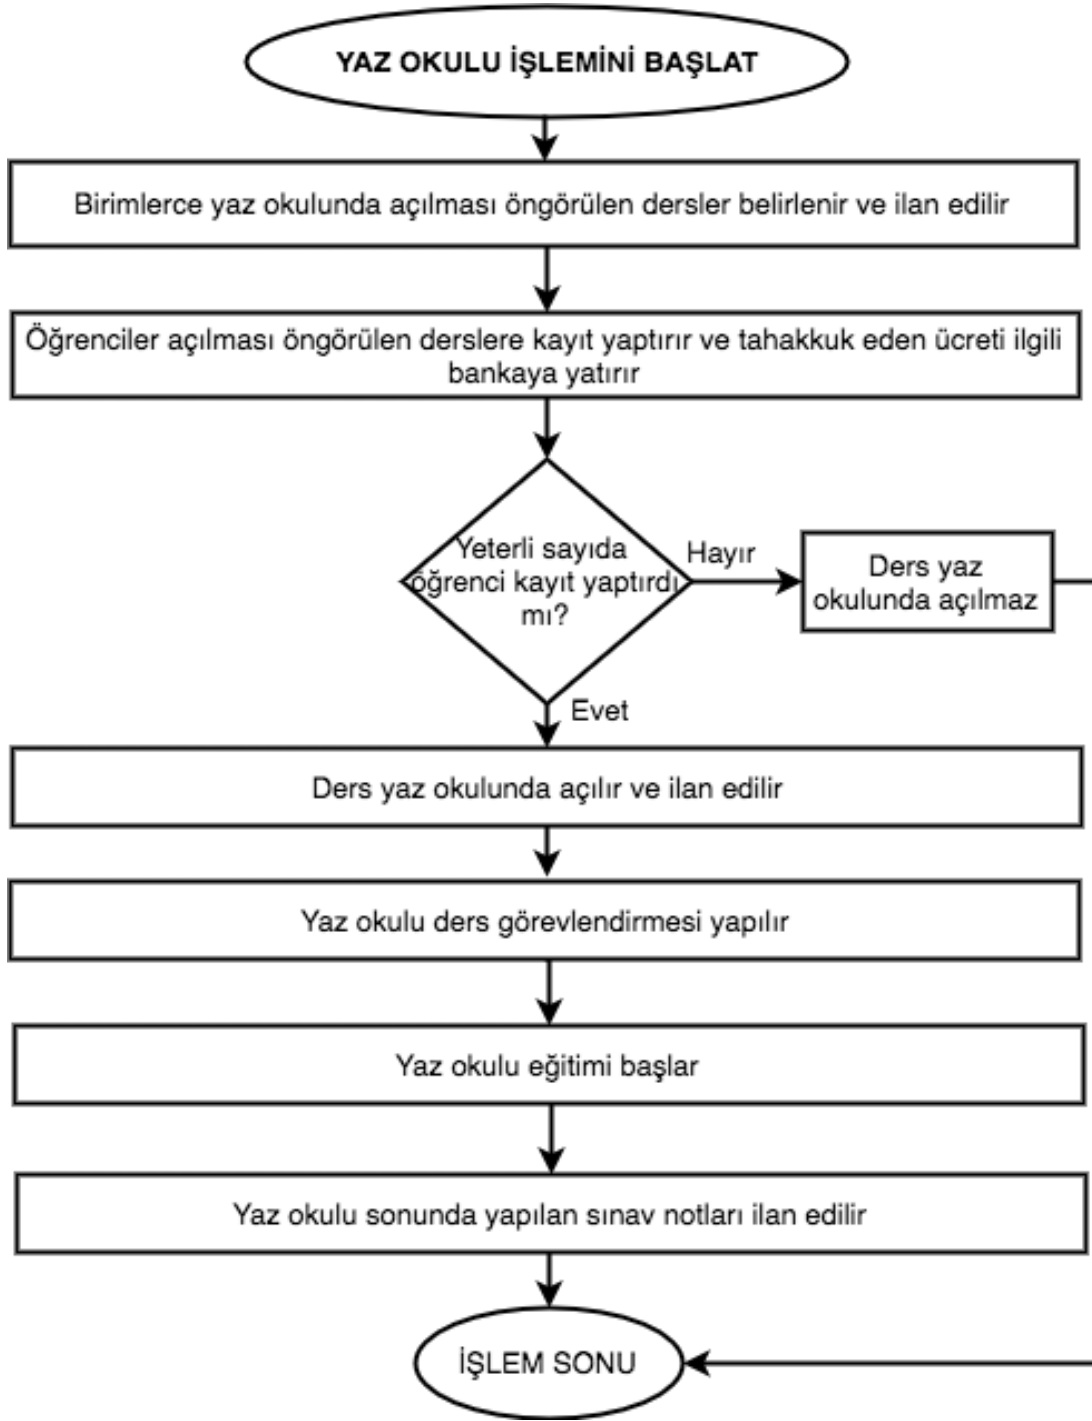 YAZ OKULU İŞLEMİNİ BAŞLAT
Birimlerce yaz okulunda açılması öngörülen dersler belirlenir ve ilan edilir
Öğrenciler açılması öngörülen derslere kayıt yaptırır ve tahakkuk eden ücreti ilgili
bankaya yatırır
Yeterli sayıda
öğrenci kayıt yaptırdı
mı?
Hayır
Ders yaz
okulunda açılmaz
Evet
Ders yaz okulunda açılır ve ilan edilir
Yaz okulu ders görevlendirmesi yapılır
Yaz okulu eğitimi başlar
Yaz okulu sonunda yapılan sınav notları ilan edilir
İŞLEM SONU